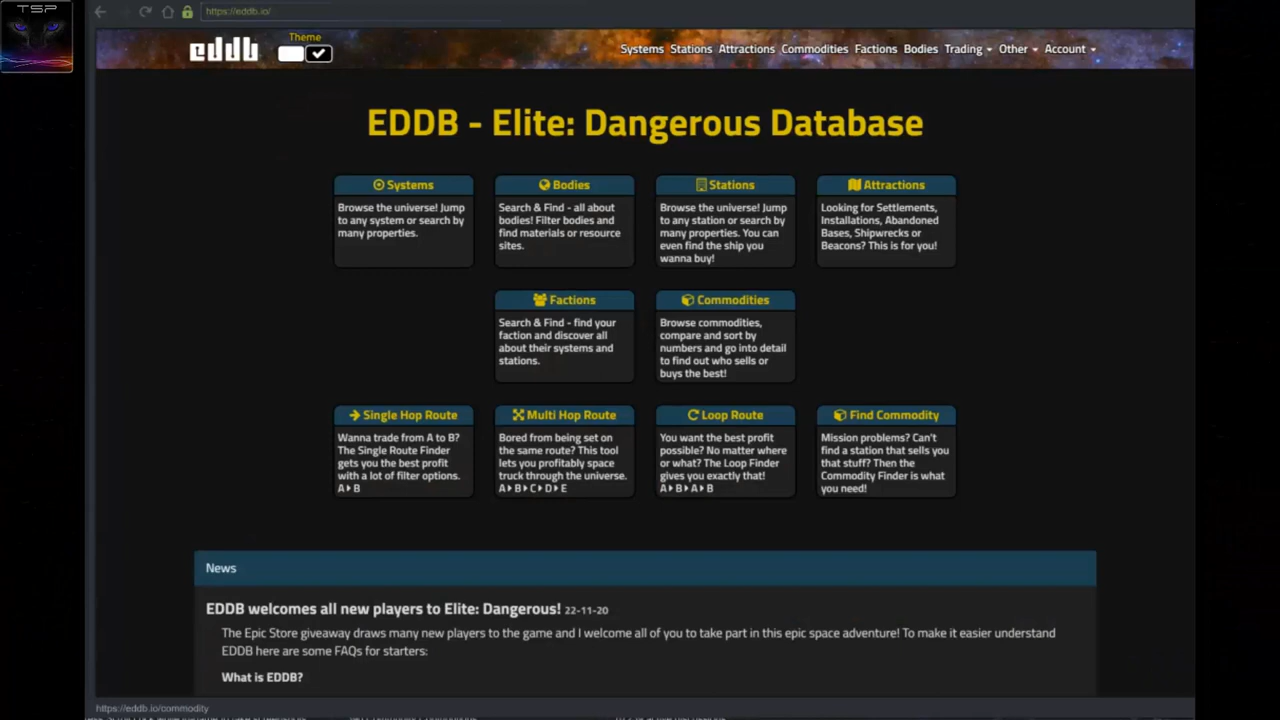 TSP
https://eddb.io/
eddb
Theme
Systems Stations Attractions Commodities Factions Bodies Trading Other Account
EDDB - Elite: Dangerous Database
Systems
Browse the universe! Jump
to any system or search by
many properties.
Bodies
Search & Find - all about
bodies! Filter bodies and
find materials or resource
sites.
Stations
Browse the universe! Jump
to any station or search by
many properties. You can
even find the ship you
wanna buy!
Attractions
Looking for Settlements,
Installations, Abandoned
Bases, Shipwrecks or
Beacons? This is for you!
Factions
Search & Find - find your
faction and discover all
about their systems and
stations.
Commodities
Browse commodities,
compare and sort by
numbers and go into detail
to find out who sells or
buys the best!
Single Hop Route
Wanna trade from A to B?
The Single Route Finder
gets you the best profit
with a lot of filter options.
A‣B
Multi Hop Route
Bored from being set on
the same route? This tool
lets you profitably space
truck through the universe.
A‣B‣C‣D‣E
Loop Route
You want the best profit
possible? No matter where
or what? The Loop Finder
gives you exactly that!
A‣B‣A‣B
Find Commodity
Mission problems? Can't
find a station that sells you
that stuff? Then the
Commodity Finder is what
you need!
News
EDDB welcomes all new players to Elite: Dangerous! 22-11-20
The Epic Store giveaway draws many new players to the game and I welcome all of you to take part in this epic space adventure! To make it easier understand
EDDB here are some FAQs for starters:
What is EDDB?
https://eddb.io/commodity